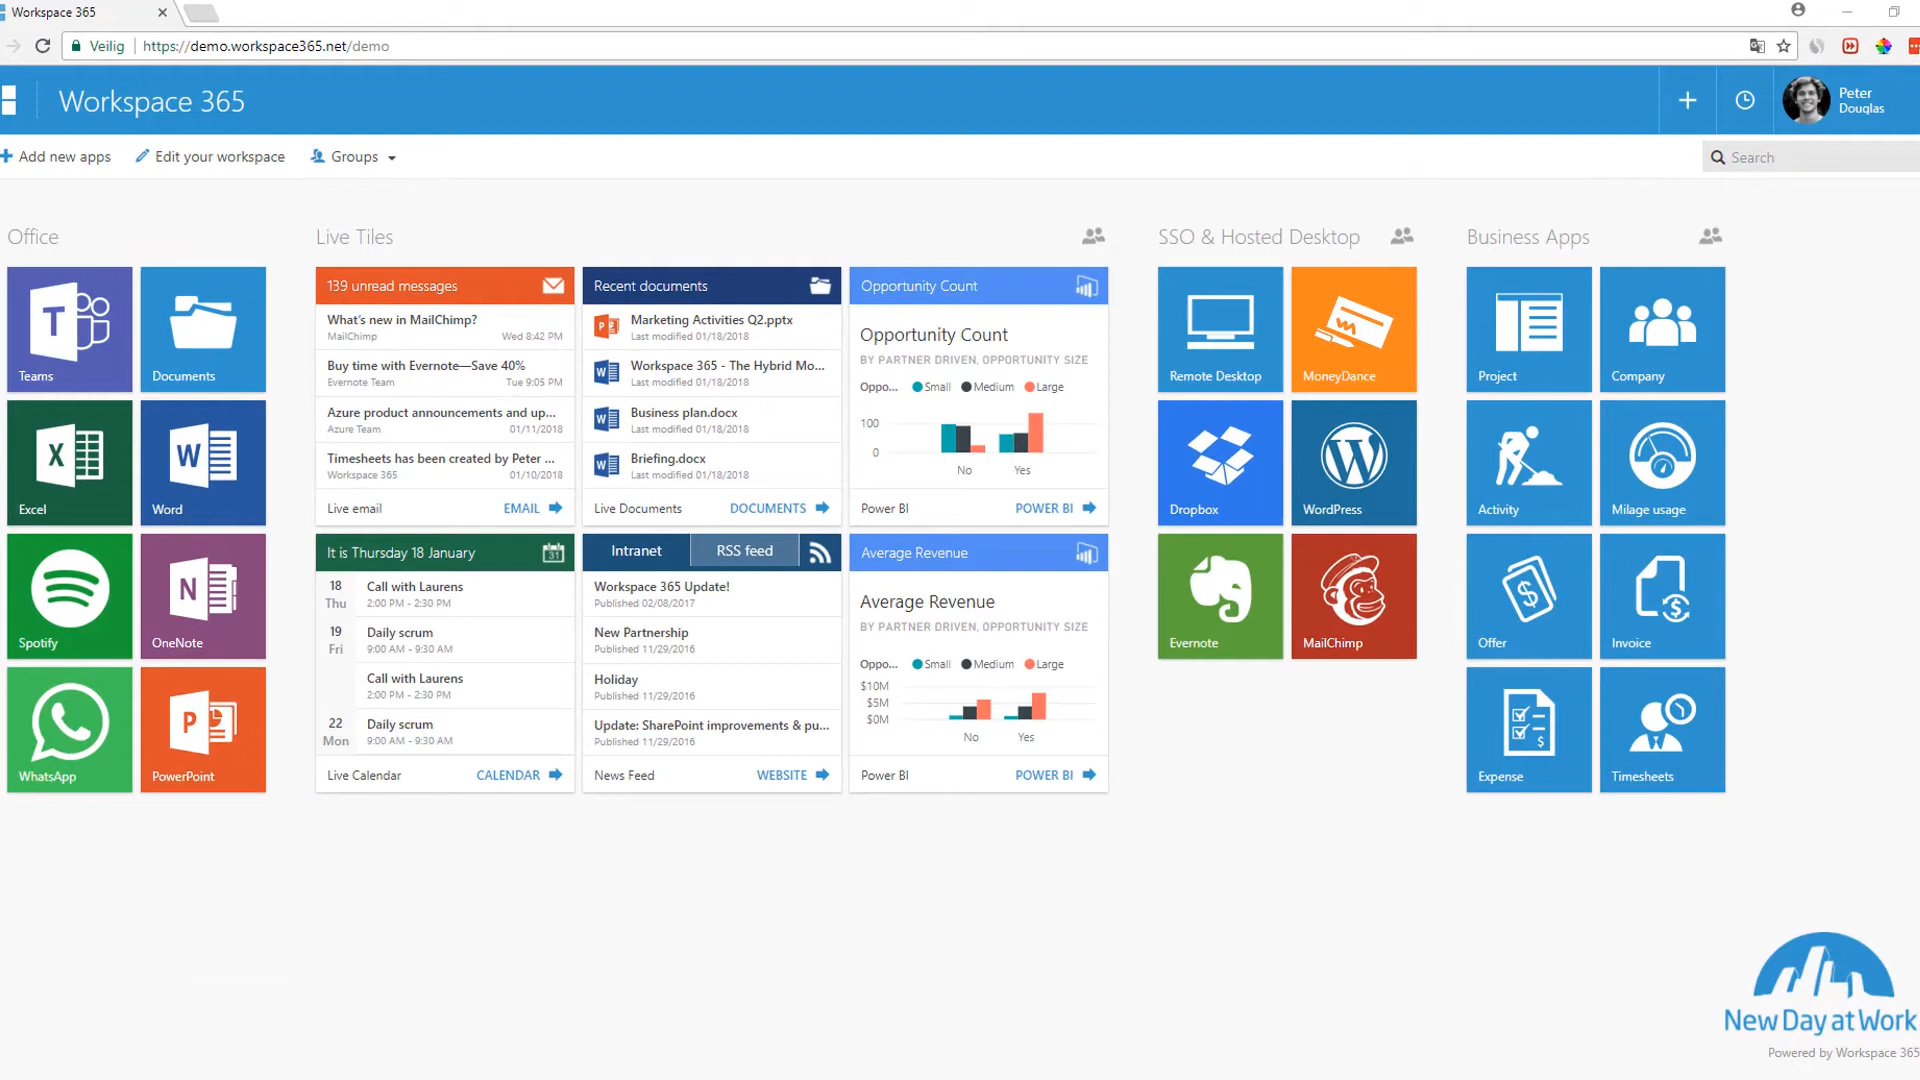 Workspace 365
Veilig
https://demo.workspace365.net/demo
Workspace 365
Peter
Douglas
Add new apps
Edit your workspace
Groups
Search
Office
Teams
Documents
Excel
Word
Spotify
OneNote
WhatsApp
PowerPoint
Live Tiles
139 unread messages
What's new in MailChimp?
MailChimp Wed 8:42 PM
Buy time with Evernote—Save 40%
Evernote Team Tue 9:05 PM
Azure product announcements and up...
Azure Team 01/11/2018
Timesheets has been created by Peter ...
Workspace 365 01/10/2018
Live email EMAIL
Recent documents
Marketing Activities Q2.pptx
Last modified 01/18/2018
Workspace 365 - The Hybrid Mo...
Last modified 01/18/2018
Business plan.docx
Last modified 01/18/2018
Briefing.docx
Last modified 01/18/2018
Live Documents DOCUMENTS
Opportunity Count
Opportunity Count
BY PARTNER DRIVEN, OPPORTUNITY SIZE
Oppo... Small Medium Large
100
0
No Yes
Power BI POWER BI
It is Thursday 18 January
31
18 Call with Laurens
Thu 2:00 PM - 2:30 PM
19 Daily scrum
Fri 9:00 AM - 9:30 AM
Call with Laurens
2:00 PM - 2:30 PM
22 Daily scrum
Mon 9:00 AM - 9:30 AM
Live Calendar CALENDAR
Intranet RSS feed
Workspace 365 Update!
Published 02/08/2017
New Partnership
Published 11/29/2016
Holiday
Published 11/29/2016
Update: SharePoint improvements & pu...
Published 11/29/2016
News Feed WEBSITE
Average Revenue
Average Revenue
BY PARTNER DRIVEN, OPPORTUNITY SIZE
Oppo... Small Medium Large
$10M
$5M
$0M
No Yes
Power BI POWER BI
SSO & Hosted Desktop
Remote Desktop
MoneyDance
Dropbox
WordPress
Evernote
MailChimp
Business Apps
Project
Company
Activity
Milage usage
Offer
Invoice
Expense
Timesheets
New Day at Work
Powered by Workspace 365